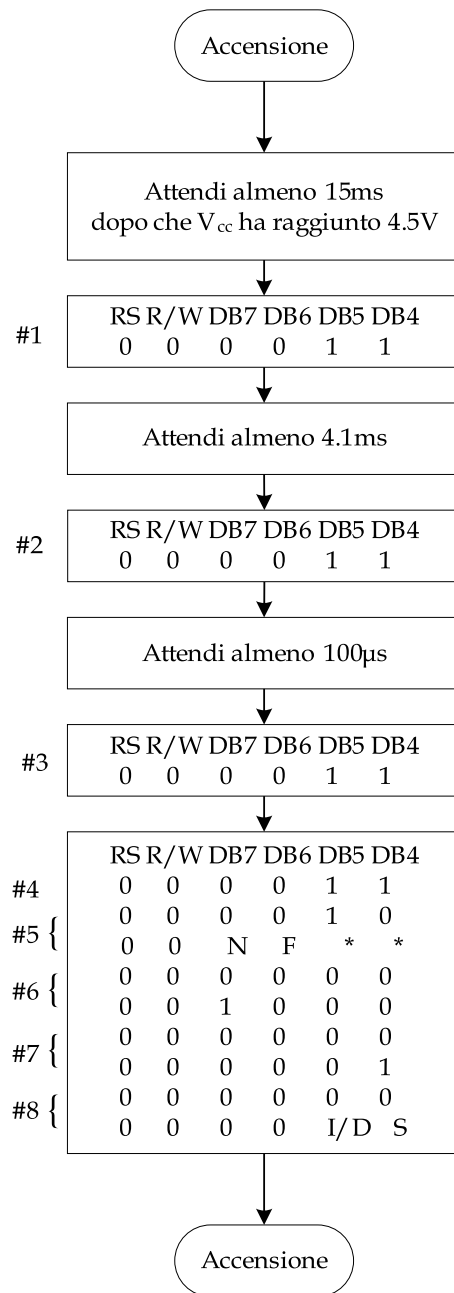 Accensione
Attendi almeno 15ms
dopo che Vcc ha raggiunto 4.5V
RS R/W DB7 DB6 DB5 DB4
#1 0 0 0 0 1 1
Attendi almeno 4.1ms
RS R/W DB7 DB6 DB5 DB4
#2 0 0 0 0 1 1
Attendi almeno 100µs
RS R/W DB7 DB6 DB5 DB4
#3 0 0 0 0 1 1
RS R/W DB7 DB6 DB5 DB4
#4 0 0 0 0 1 1
#5 { 0 0 0 0 1 0
0 0 N F * *
#6 { 0 0 0 0 0 0
0 0 1 0 0 0
#7 { 0 0 0 0 0 0
0 0 0 0 0 1
#8 { 0 0 0 0 0 0
0 0 0 0 I/D S
Accensione